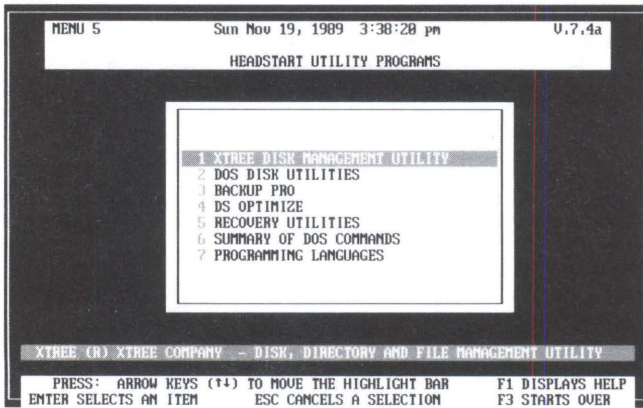 MENU 5 Sun Nov 19, 1989 3:38:20 pm V.7.4a
HEADSTART UTILITY PROGRAMS
1 XTREE DISK MANAGEMENT UTILITY
2 DOS DISK UTILITIES
3 BACKUP PRO
4 DS OPTIMIZE
5 RECOVERY UTILITIES
6 SUMMARY OF DOS COMMANDS
7 PROGRAMMING LANGUAGES
XTREE (R) XTREE COMPANY - DISK, DIRECTORY AND FILE MANAGEMENT UTILITY
PRESS: ARROW KEYS (↑↓) TO MOVE THE HIGHLIGHT BAR F1 DISPLAYS HELP
ENTER SELECTS AN ITEM ESC CANCELS A SELECTION F3 STARTS OVER